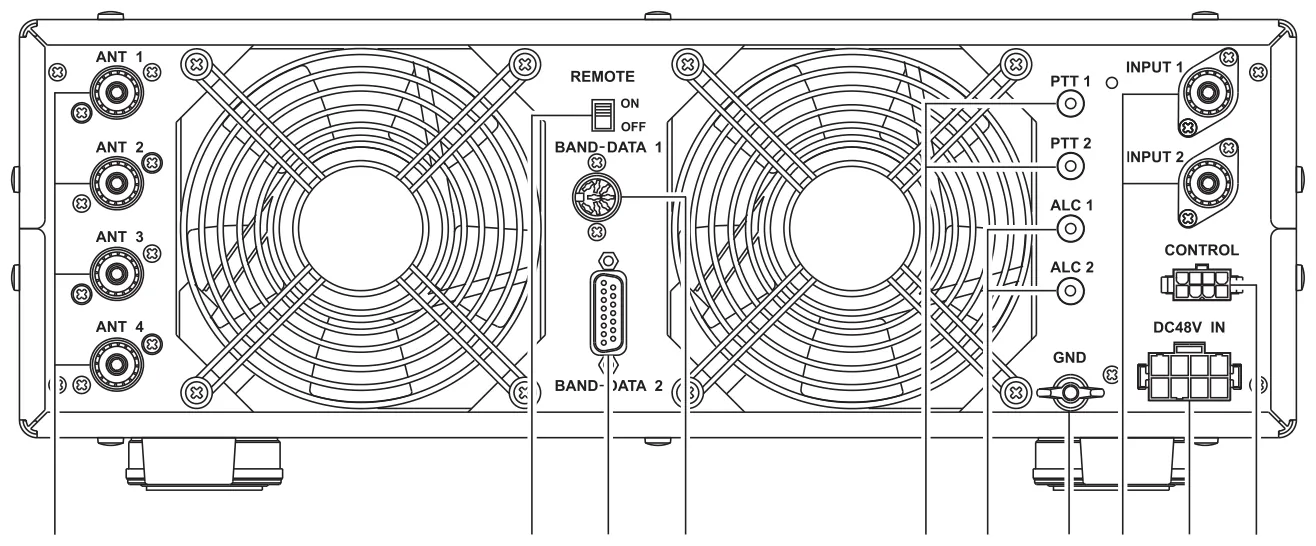 ANT 1
ANT 2
ANT 3
ANT 4
REMOTE
ON
OFF
BAND-DATA 1
BAND-DATA 2
PTT 1
PTT 2
ALC 1
ALC 2
GND
INPUT 1
INPUT 2
CONTROL
DC48V IN